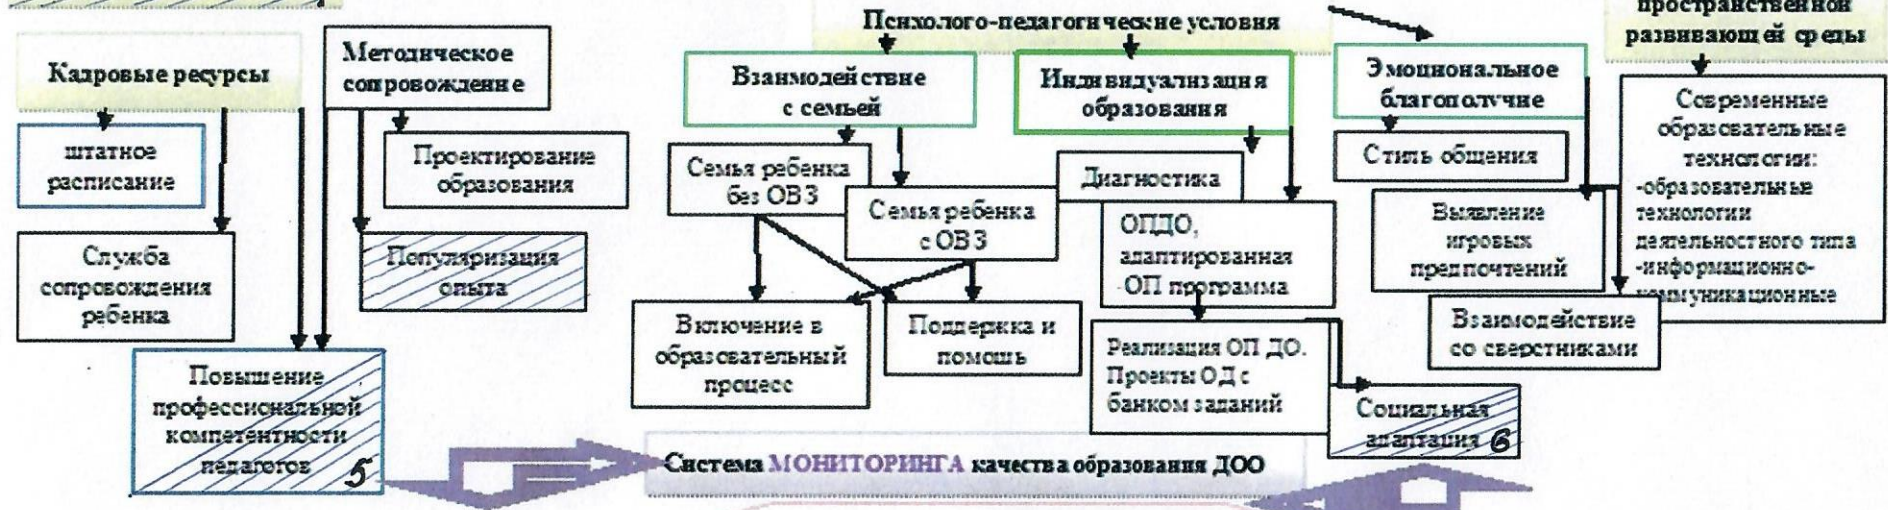 Кадровые ресурсы
штатное
расписание
Служба
сопровождения
ребенка
Методическое
сопровождение
Проектирование
образования
Популяризация
опыта
Повышение
профессиональной
компетентности
педагогов 5
Психолого-педагогические условия
Взаимодействие
с семьей
Семья ребенка
без ОВЗ
Семья ребенка
с ОВЗ
Включение в
образовательный
процесс
Поддержка и
помощь
Индивидуализация
образования
Диагностика
ОПДО,
адаптированная
ОП программа
Реализация ОП ДО.
Проекты ОД с
банком заданий
Социальная
адаптация 6
Эмоциональное
благополучие
Стиль общения
Выявление
игровых
предпочтений
Взаимодействие
со сверстниками
пространственной
развивающей среды
Современные
образовательные
технологии:
-образовательные
технологии
деятельностного типа
-информационно-
коммуникационные
Система МОНИТОРИНГА качества образования ДОО